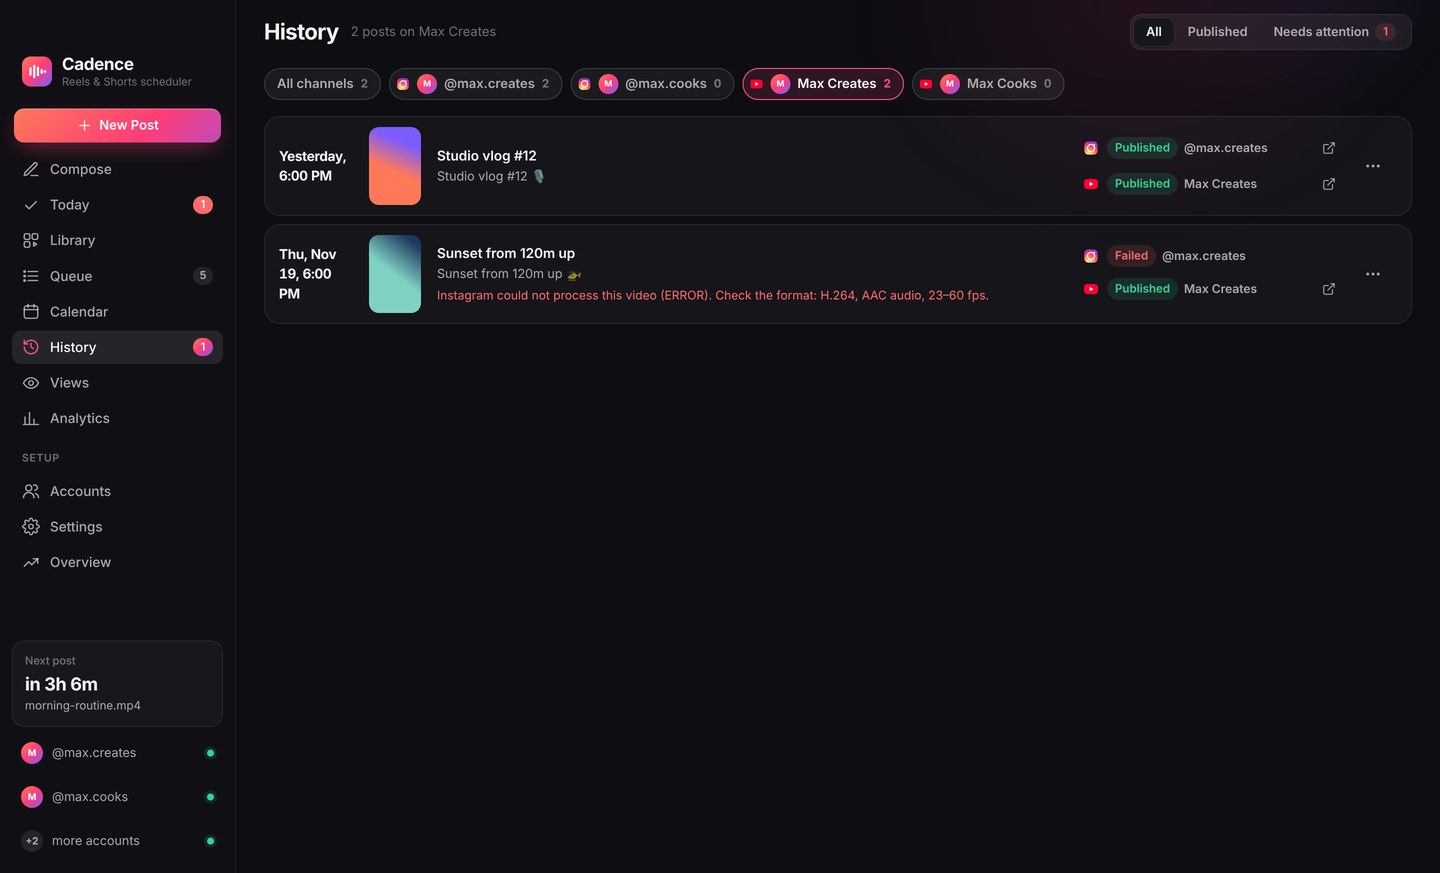 Cadence
Reels & Shorts scheduler
New Post
Compose
Today 1
Library
Queue 5
Calendar
History 1
Views
Analytics
SETUP
Accounts
Settings
Overview
Next post
in 3h 6m
morning-routine.mp4
M @max.creates
M @max.cooks
+2 more accounts
History 2 posts on Max Creates
All Published Needs attention 1
All channels 2 M @max.creates 2 M @max.cooks 0 M Max Creates 2 M Max Cooks 0
Yesterday,
6:00 PM
Studio vlog #12
Studio vlog #12 🎙️
Published @max.creates
Published Max Creates
Thu, Nov
19, 6:00
PM
Sunset from 120m up
Sunset from 120m up 🚁
Instagram could not process this video (ERROR). Check the format: H.264, AAC audio, 23–60 fps.
Failed @max.creates
Published Max Creates